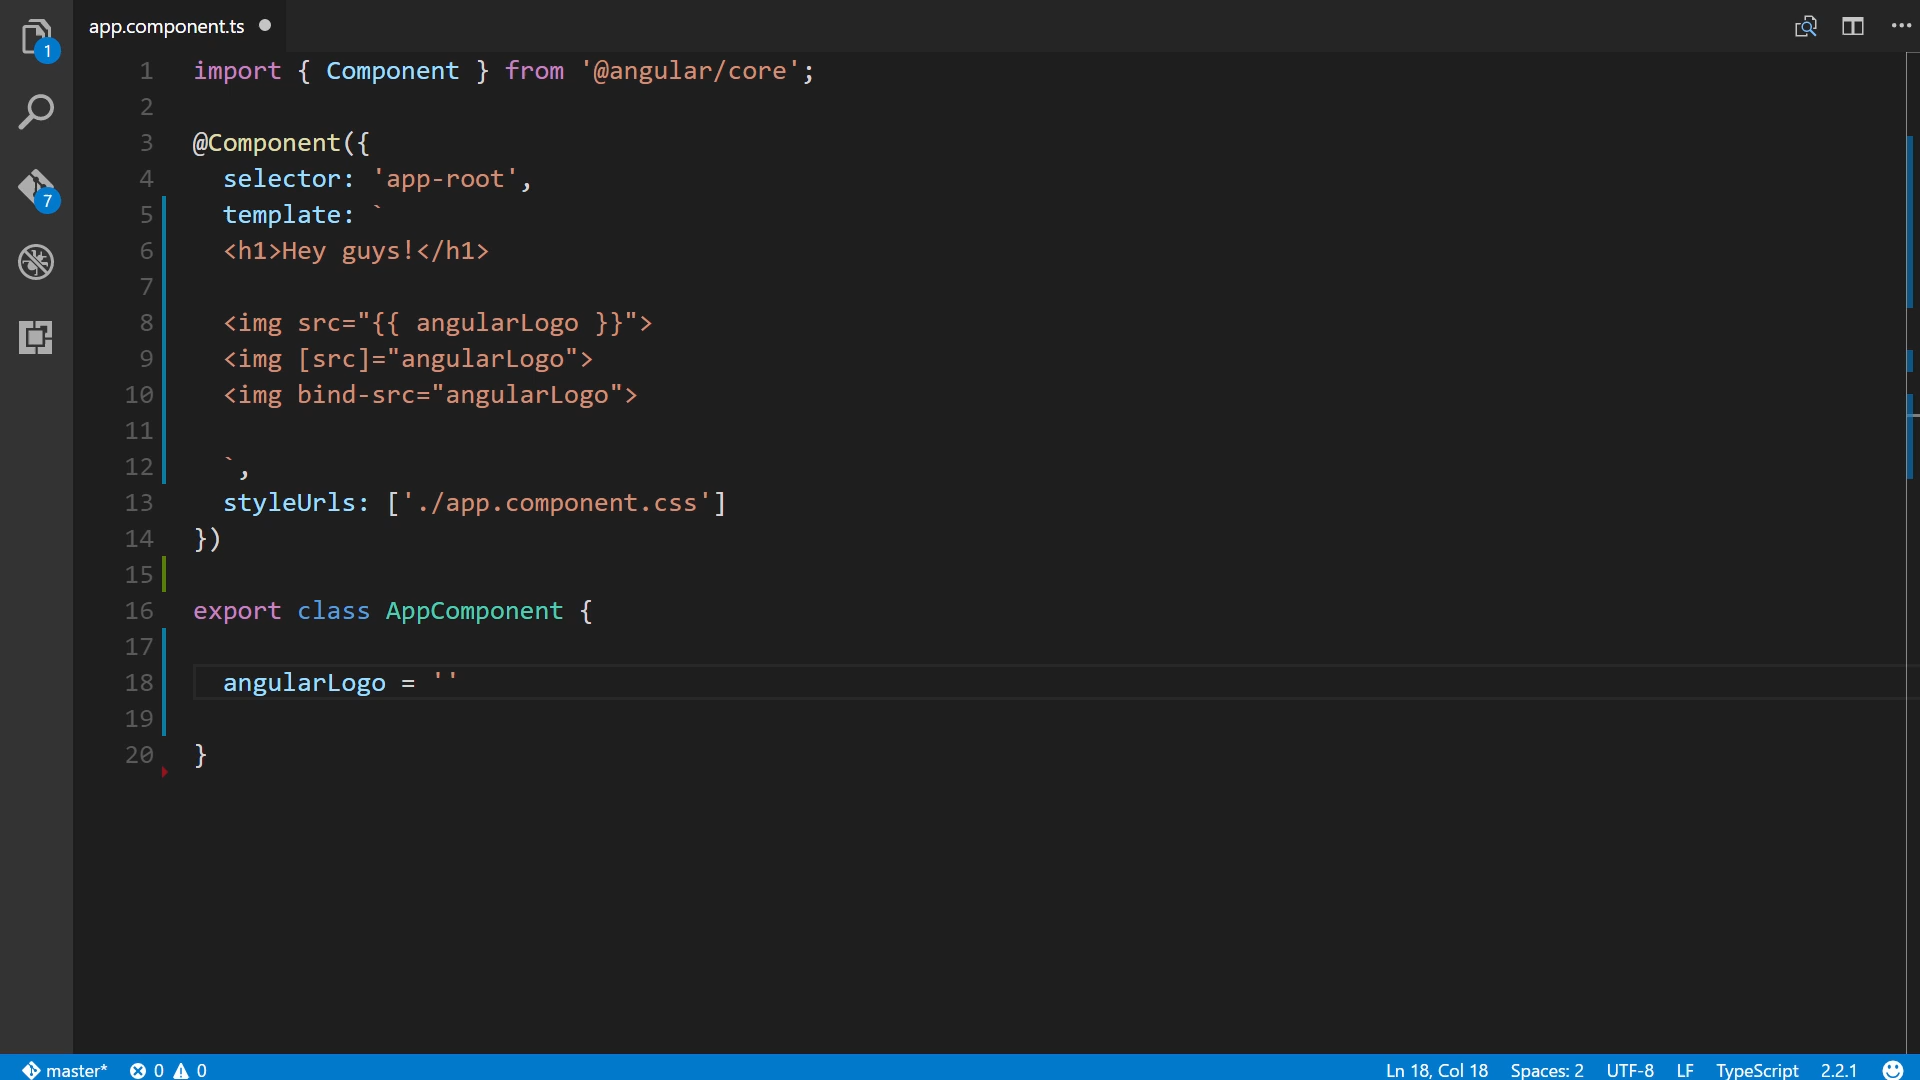 app.component.ts
1
7
1 import { Component } from '@angular/core';
2
3 @Component({
4   selector: 'app-root',
5   template: `
6   <h1>Hey guys!</h1>
7
8   <img src="{{ angularLogo }}">
9   <img [src]="angularLogo">
10   <img bind-src="angularLogo">
11
12   `,
13   styleUrls: ['./app.component.css']
14 })
15
16 export class AppComponent {
17
18   angularLogo = ''
19
20 }
master* 0 0 Ln 18, Col 18 Spaces: 2 UTF-8 LF TypeScript 2.2.1